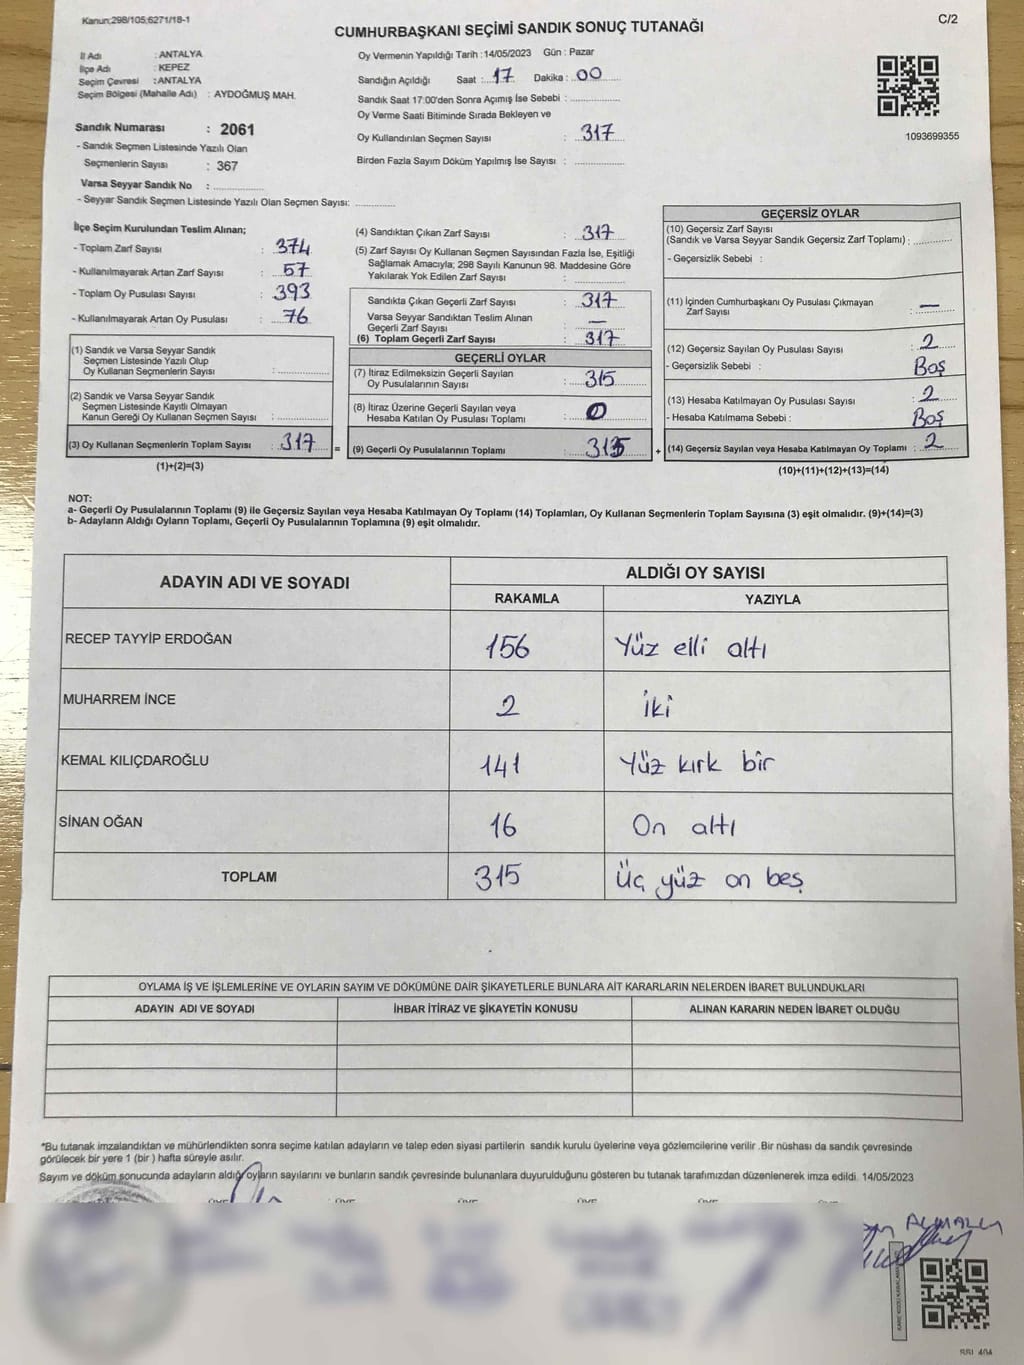 Kanun;298/105;6271/18-1
C/2
CUMHURBAŞKANI SEÇİMİ SANDIK SONUÇ TUTANAĞI
İl Adı : ANTALYA
İlçe Adı : KEPEZ
Seçim Çevresi : ANTALYA
Seçim Bölgesi (Mahalle Adı) : AYDOĞMUŞ MAH.
Sandık Numarası : 2061
- Sandık Seçmen Listesinde Yazılı Olan
Seçmenlerin Sayısı : 367
Varsa Seyyar Sandık No : ..............
- Seyyar Sandık Seçmen Listesinde Yazılı Olan Seçmen Sayısı: ..............
Oy Vermenin Yapıldığı Tarih : 14/05/2023 Gün : Pazar
Sandığın Açıldığı Saat : 17 Dakika : 00
Sandık Saat 17:00'den Sonra Açımış İse Sebebi : ..............
Oy Verme Saati Bitiminde Sırada Bekleyen ve
Oy Kullandırılan Seçmen Sayısı : 317
Birden Fazla Sayım Döküm Yapılmış İse Sayısı : ..............
1093699355
İlçe Seçim Kurulundan Teslim Alınan;
- Toplam Zarf Sayısı : 374
- Kullanılmayarak Artan Zarf Sayısı : 57
- Toplam Oy Pusulası Sayısı : 393
- Kullanılmayarak Artan Oy Pusulası : 76
(1) Sandık ve Varsa Seyyar Sandık
Seçmen Listesinde Yazılı Olup
Oy Kullanan Seçmenlerin Sayısı : ..............
(2) Sandık ve Varsa Seyyar Sandık
Seçmen Listesinde Kayıtlı Olmayan
Kanun Gereği Oy Kullanan Seçmen Sayısı : ..............
(3) Oy Kullanan Seçmenlerin Toplam Sayısı : 317
(1)+(2)=(3)
(4) Sandıktan Çıkan Zarf Sayısı : 317
(5) Zarf Sayısı Oy Kullanan Seçmen Sayısından Fazla İse, Eşitliği
Sağlamak Amacıyla; 298 Sayılı Kanunun 98. Maddesine Göre
Yakılarak Yok Edilen Zarf Sayısı : ..............
Sandıkta Çıkan Geçerli Zarf Sayısı : 317
Varsa Seyyar Sandıktan Teslim Alınan
Geçerli Zarf Sayısı : —
(6) Toplam Geçerli Zarf Sayısı : 317
GEÇERLİ OYLAR
(7) İtiraz Edilmeksizin Geçerli Sayılan
Oy Pusulalarının Sayısı : 315
(8) İtiraz Üzerine Geçerli Sayılan veya
Hesaba Katılan Oy Pusulası Toplamı : 0
= (9) Geçerli Oy Pusulalarının Toplamı : 315
GEÇERSİZ OYLAR
(10) Geçersiz Zarf Sayısı
(Sandık ve Varsa Seyyar Sandık Geçersiz Zarf Toplamı) : ..............
- Geçersizlik Sebebi :
(11) İçinden Cumhurbaşkanı Oy Pusulası Çıkmayan
Zarf Sayısı : —
(12) Geçersiz Sayılan Oy Pusulası Sayısı : 2
- Geçersizlik Sebebi : Boş
(13) Hesaba Katılmayan Oy Pusulası Sayısı : 2
- Hesaba Katılmama Sebebi : Boş
+ (14) Geçersiz Sayılan veya Hesaba Katılmayan Oy Toplamı : 2
(10)+(11)+(12)+(13)=(14)
NOT:
a- Geçerli Oy Pusulalarının Toplamı (9) ile Geçersiz Sayılan veya Hesaba Katılmayan Oy Toplamı (14) Toplamları, Oy Kullanan Seçmenlerin Toplam Sayısına (3) eşit olmalıdır. (9)+(14)=(3)
b- Adayların Aldığı Oyların Toplamı, Geçerli Oy Pusulalarının Toplamına (9) eşit olmalıdır.
ADAYIN ADI VE SOYADI ALDIĞI OY SAYISI
RAKAMLA YAZIYLA
RECEP TAYYİP ERDOĞAN 156 Yüz elli altı
MUHARREM İNCE 2 İki
KEMAL KILIÇDAROĞLU 141 Yüz kırk bir
SİNAN OĞAN 16 On altı
TOPLAM 315 Üç yüz on beş
OYLAMA İŞ VE İŞLEMLERİNE VE OYLARIN SAYIM VE DÖKÜMÜNE DAİR ŞİKAYETLERLE BUNLARA AİT KARARLARIN NELERDEN İBARET BULUNDUKLARI
ADAYIN ADI VE SOYADI İHBAR İTİRAZ VE ŞİKAYETİN KONUSU ALINAN KARARIN NEDEN İBARET OLDUĞU
*Bu tutanak imzalandıktan ve mühürlendikten sonra seçime katılan adayların ve talep eden siyasi partilerin sandık kurulu üyelerine veya gözlemcilerine verilir .Bir nüshası da sandık çevresinde
görülecek bir yere 1 (bir ) hafta süreyle asılır.
Sayım ve döküm sonucunda adayların aldığı oyların sayılarını ve bunların sandık çevresinde bulunanlara duyurulduğunu gösteren bu tutanak tarafımızdan düzenlenerek imza edildi. 14/05/2023